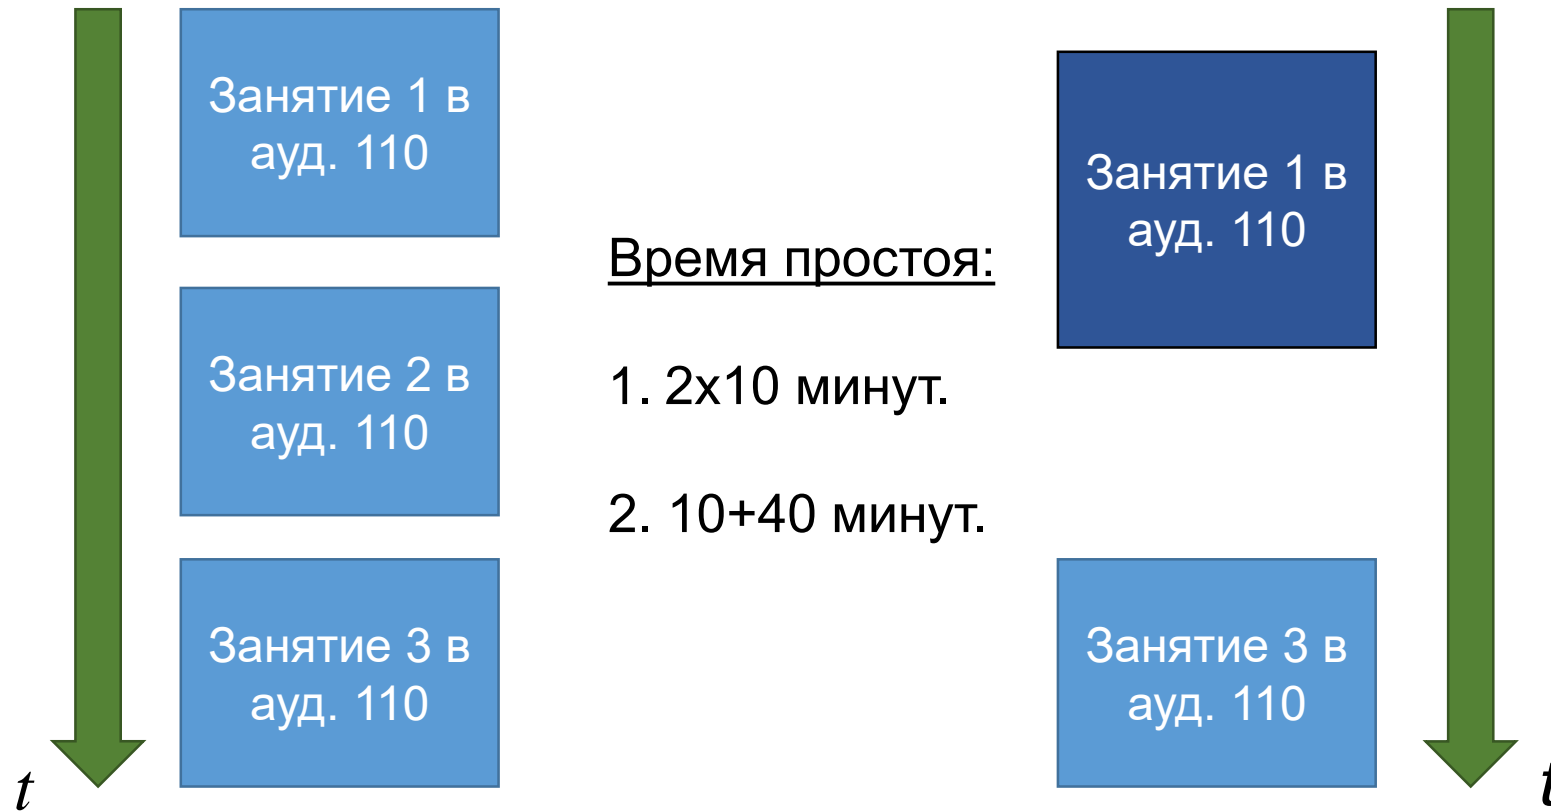 Занятие 1 в
ауд. 110
Занятие 2 в
ауд. 110
Занятие 3 в
ауд. 110
t
Время простоя:
1. 2х10 минут.
2. 10+40 минут.
Занятие 1 в
ауд. 110
Занятие 3 в
ауд. 110
t